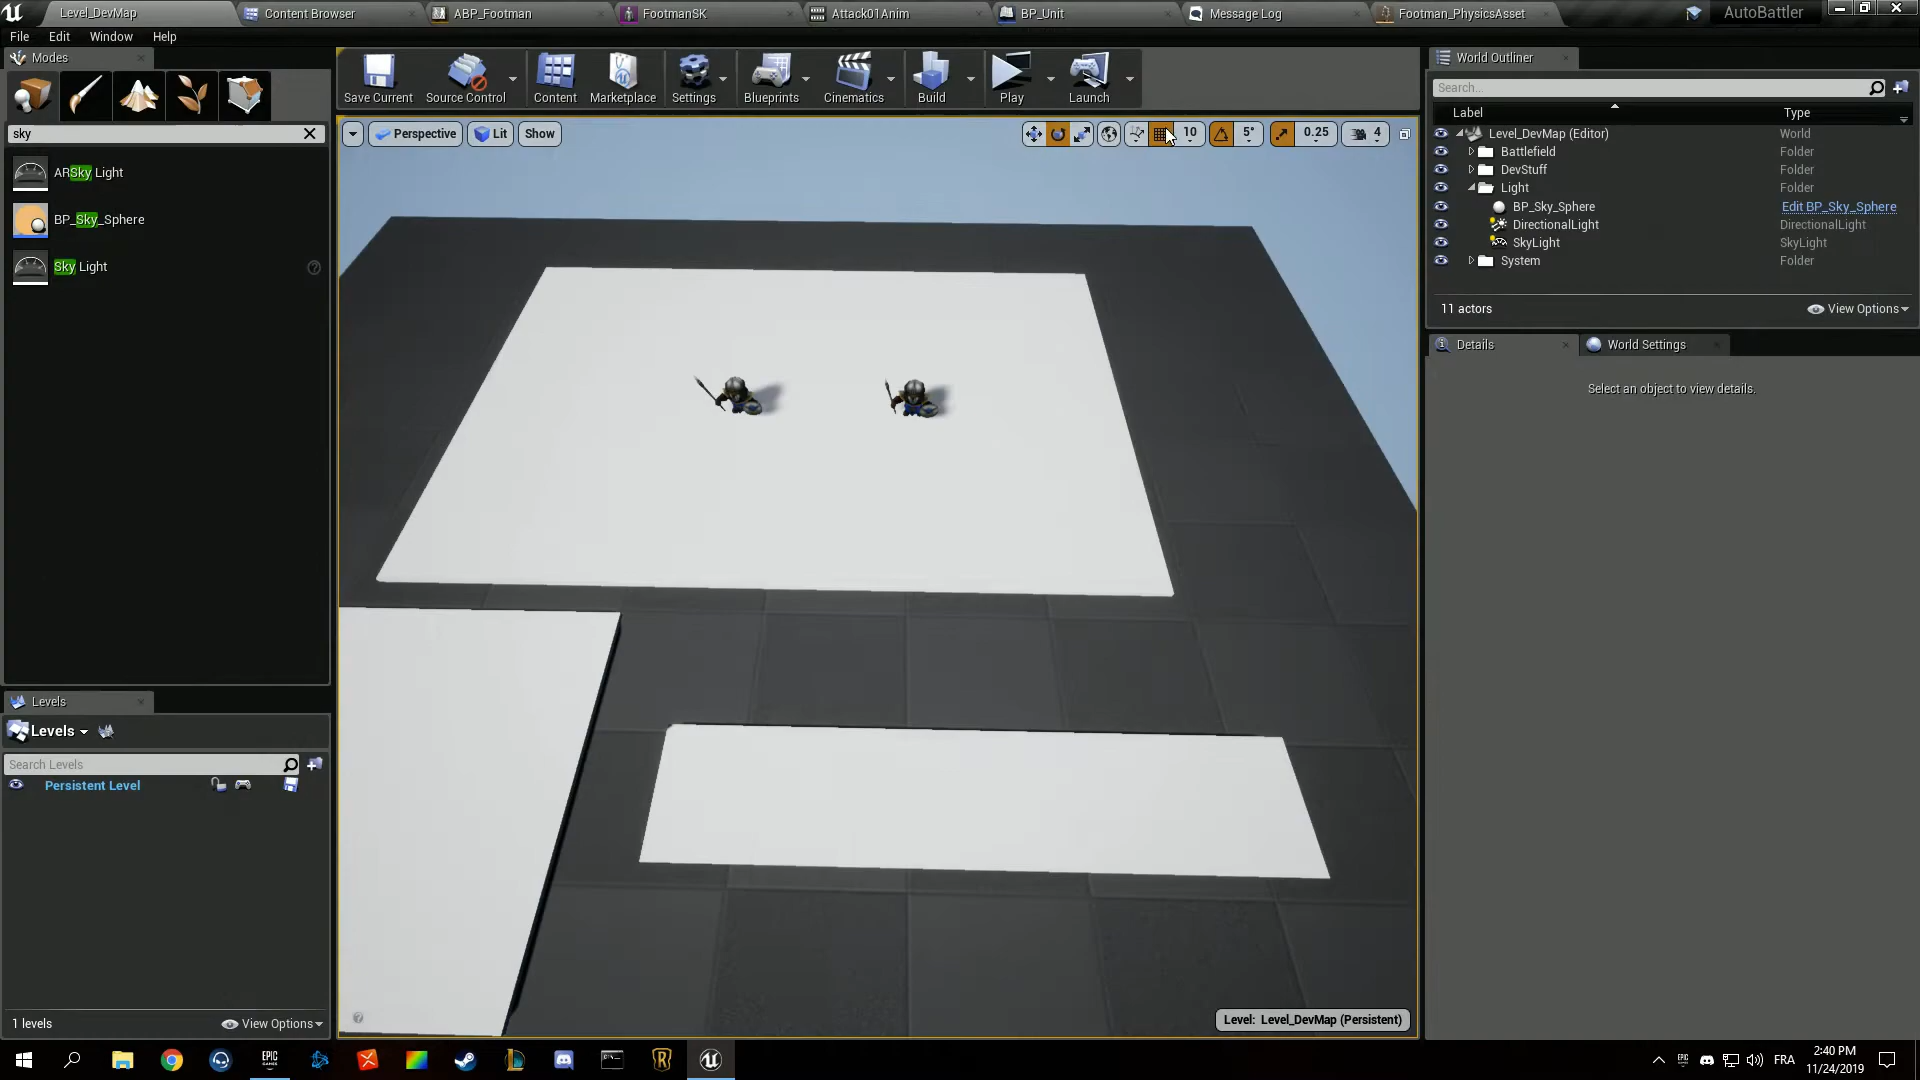 Level_DevMap
Content Browser
ABP_Footman
FootmanSK
Attack01Anim
BP_Unit
Message Log
Footman_PhysicsAsset
AutoBattler
File Edit Window Help
Modes
Save Current
Source Control
Content
Marketplace
Settings
Blueprints
Cinematics
Build
Play
Launch
World Outliner
Search...
Label
Type
sky
Perspective
Lit
Show
10
5°
0.25
4
ARSky Light
BP_Sky_Sphere
Sky Light
Level_DevMap (Editor) World
Battlefield Folder
DevStuff Folder
Light Folder
BP_Sky_Sphere Edit BP_Sky_Sphere
DirectionalLight DirectionalLight
SkyLight SkyLight
System Folder
11 actors
View Options
Details
World Settings
Select an object to view details.
Levels
Levels
Search Levels
Persistent Level
1 levels
View Options
Level: Level_DevMap (Persistent)
EPIC
GAMES
FRA
2:40 PM
11/24/2019